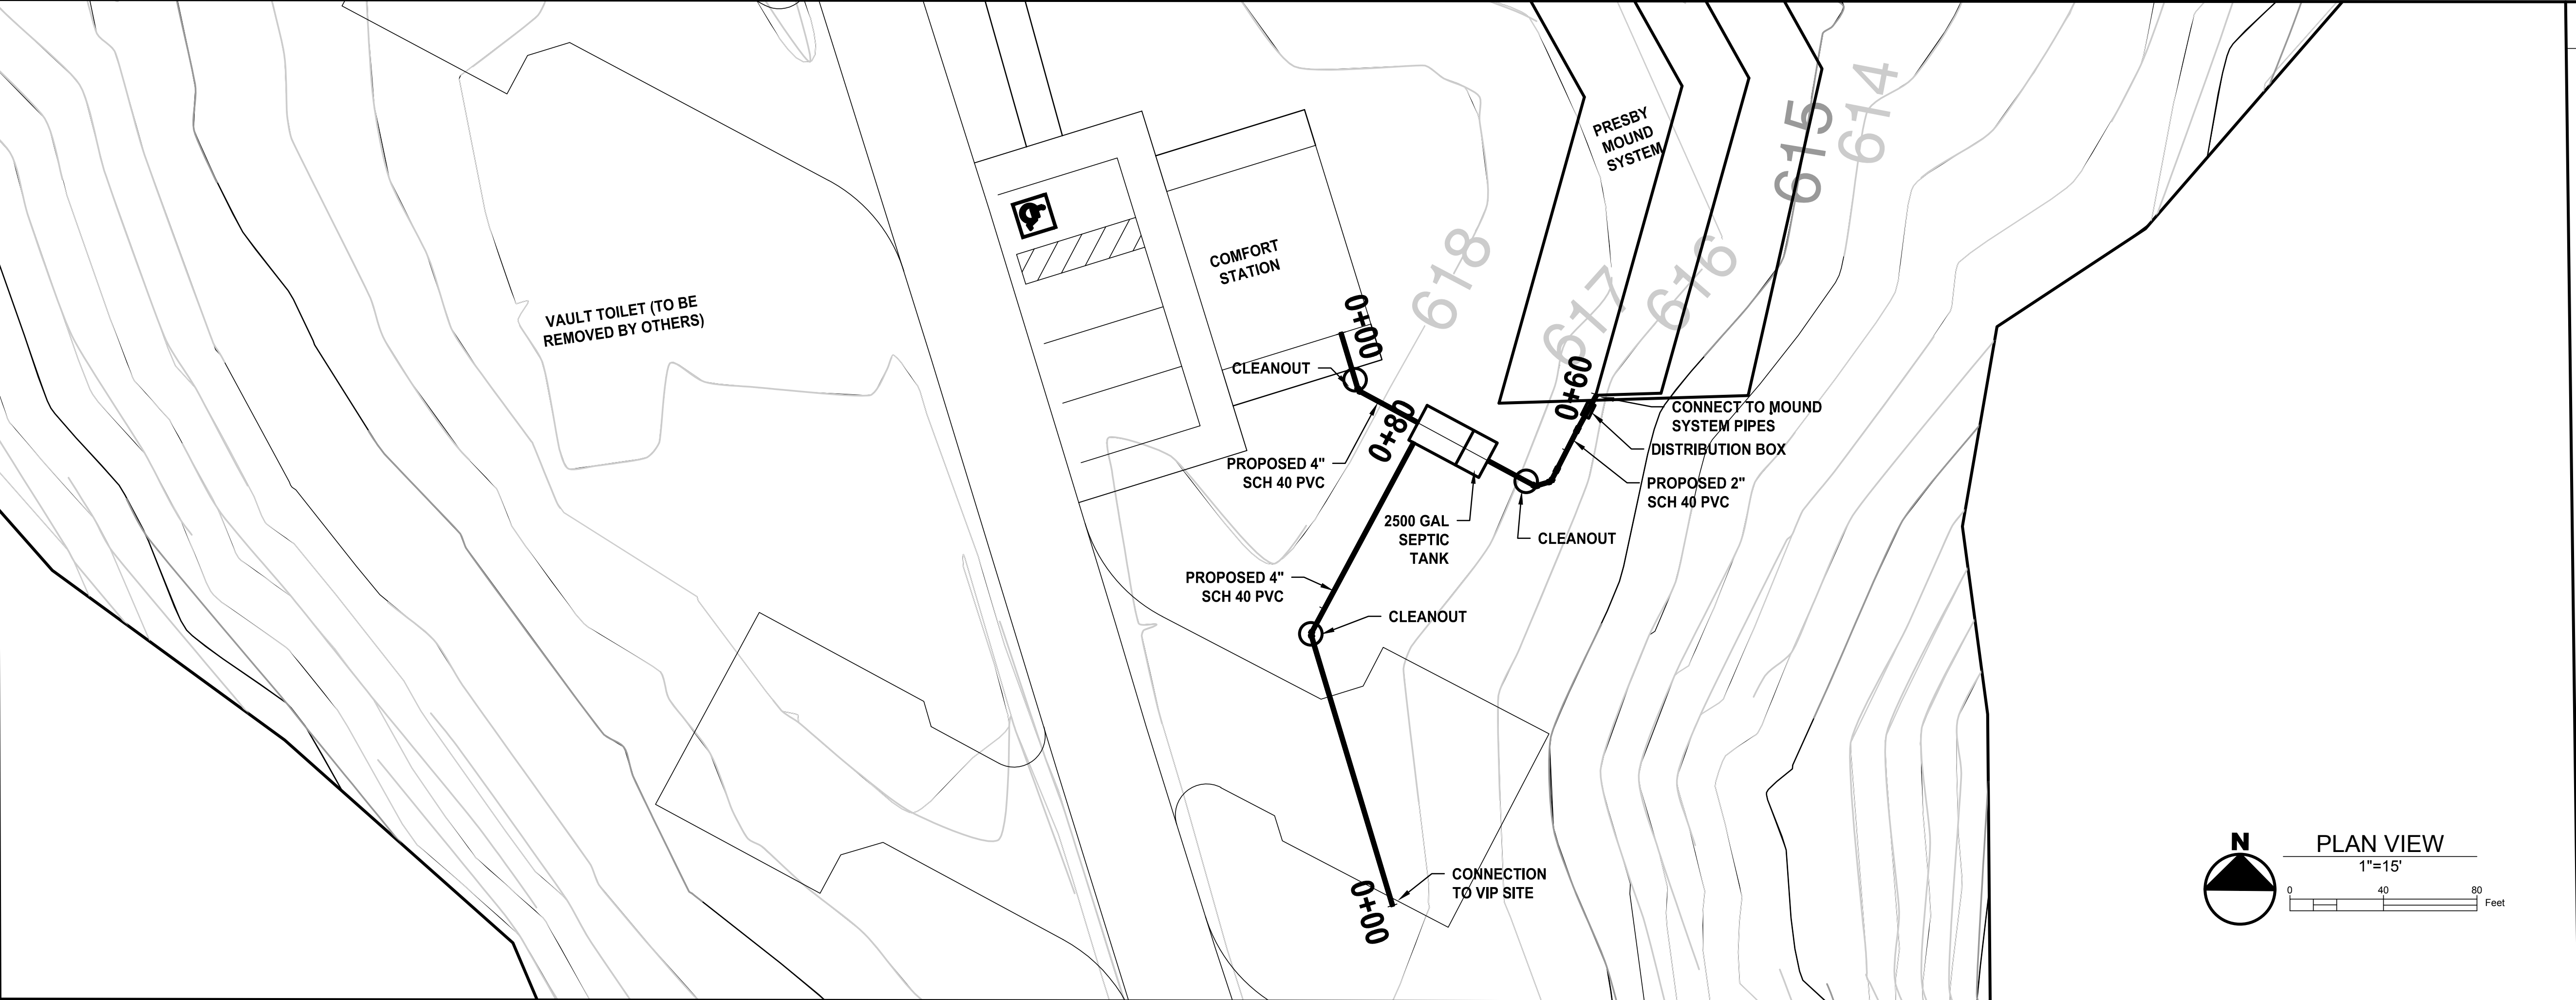 PRESBY
MOUND
SYSTEM
615
614
COMFORT
STATION
618
617
616
VAULT TOILET (TO BE
REMOVED BY OTHERS)
0+00
CLEANOUT
0+80
0+60
CONNECT TO MOUND
SYSTEM PIPES
DISTRIBUTION BOX
PROPOSED 4"
SCH 40 PVC
PROPOSED 2"
SCH 40 PVC
2500 GAL
SEPTIC
TANK
CLEANOUT
PROPOSED 4"
SCH 40 PVC
CLEANOUT
CONNECTION
TO VIP SITE
0+00
N
PLAN VIEW
1"=15'
0 40 80
Feet